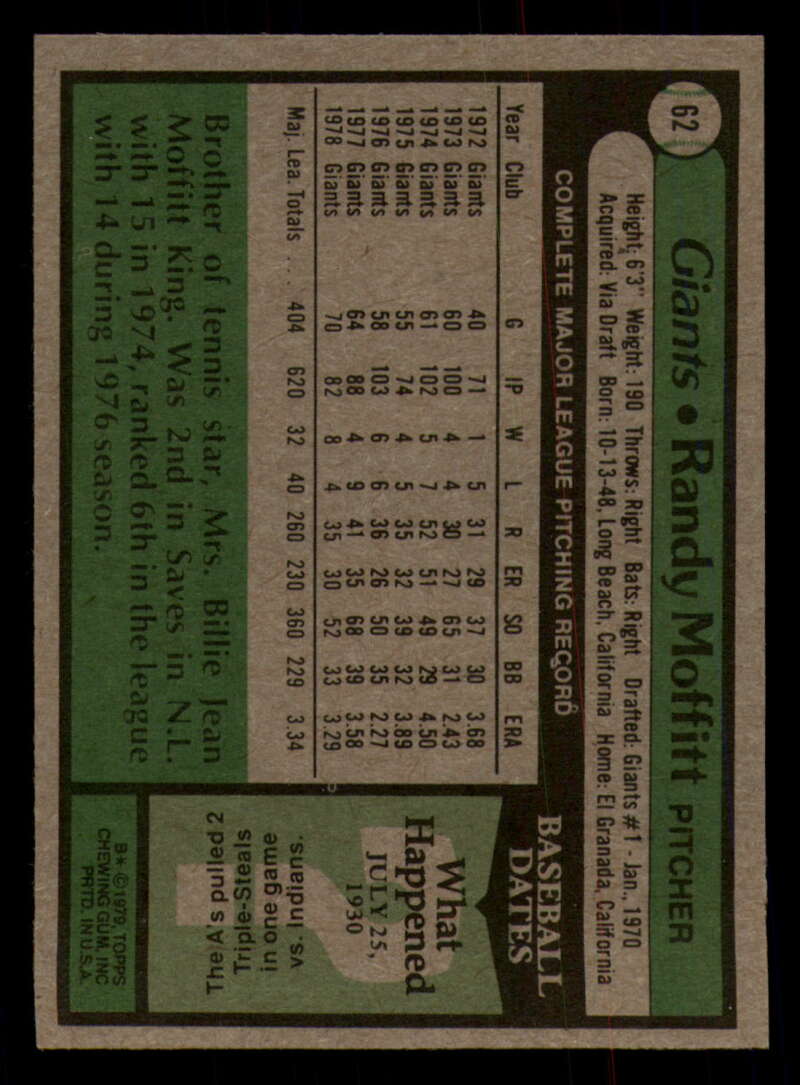 62
Giants • Randy Moffitt PITCHER
Height: 6'3" Weight: 190 Throws: Right Bats: Right Drafted: Giants #1 - Jan., 1970
Acquired: Via Draft Born: 10-13-48, Long Beach, California Home: El Granada, California
COMPLETE MAJOR LEAGUE PITCHING RECORD
Year Club G IP W L R ER SO BB ERA
1972 Giants 40 71 1 5 31 29 37 30 3.68
1973 Giants 60 100 4 4 30 27 65 31 2.43
1974 Giants 61 102 5 7 52 51 49 29 4.50
1975 Giants 55 74 4 5 35 32 39 32 3.89
1976 Giants 58 103 6 6 36 26 50 35 2.27
1977 Giants 64 88 4 9 41 35 68 39 3.58
1978 Giants 70 82 8 4 35 30 52 33 3.29
Maj. Lea. Totals . . . 404 620 32 40 260 230 360 229 3.34
Brother of tennis star, Mrs. Billie Jean
Moffitt King. Was 2nd in Saves in N.L.
with 15 in 1974, ranked 6th in the league
with 14 during 1976 season.
BASEBALL
DATES
What
Happened
JULY 25,
1930
The A's pulled 2
Triple-Steals
in one game
vs. Indians.
B* ©1979 TOPPS
CHEWING GUM, INC
PRTD. IN U.S.A.